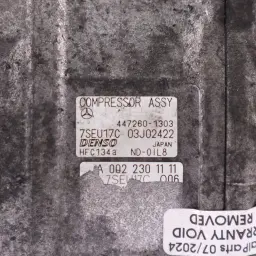 COMPRESSOR ASSY
447260-1303
7SEU17C 03J02422
DENSO JAPAN
HFC134a ND-OIL8
A 002 230 11 11
7SEU17C 006
Parts 07/2024
WARRANTY VOID
REMOVED